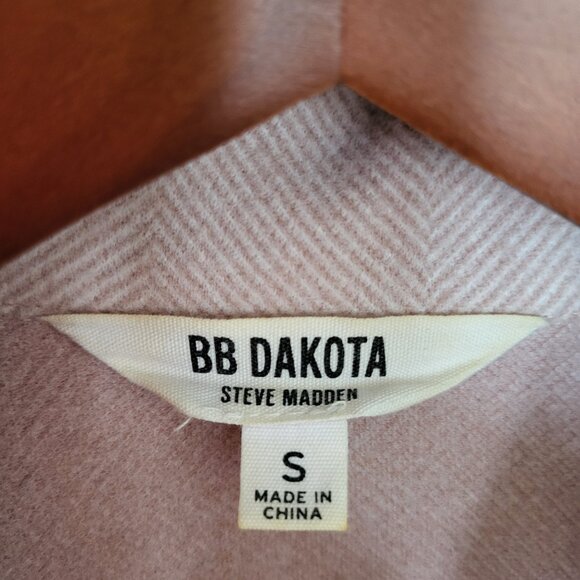 BB DAKOTA
STEVE MADDEN
S
MADE IN
CHINA